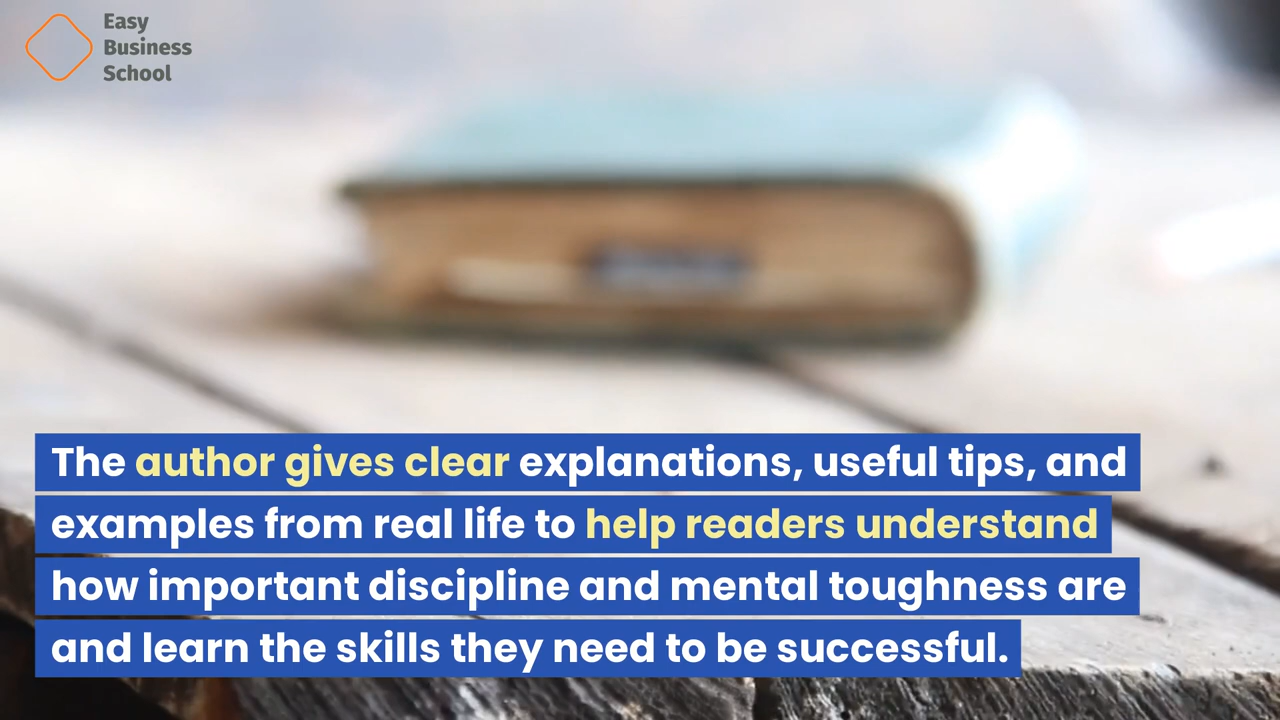 Easy
Business
School
The author gives clear explanations, useful tips, and
examples from real life to help readers understand
how important discipline and mental toughness are
and learn the skills they need to be successful.